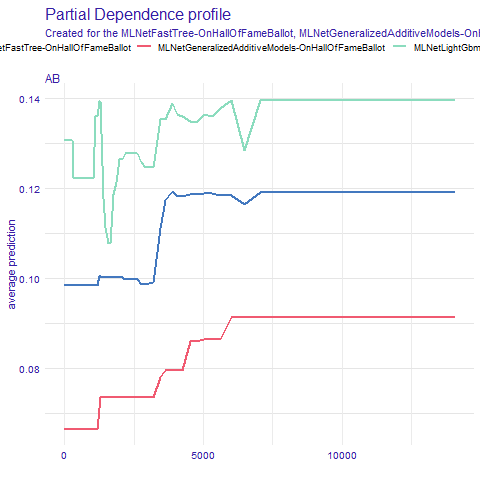 Partial Dependence profile
Created for the MLNetFastTree-OnHallOfFameBallot, MLNetGeneralizedAdditiveModels-OnH
etFastTree-OnHallOfFameBallot MLNetGeneralizedAdditiveModels-OnHallOfFameBallot MLNetLightGbm
AB
0.14
0.12
0.10
0.08
average prediction
0 5000 10000